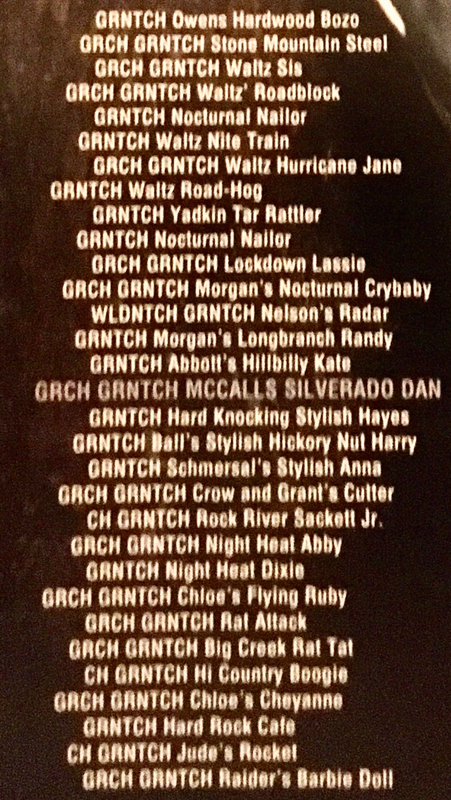 GRNTCH Owens Hardwood Bozo
GRCH GRNTCH Stone Mountain Steel
GRCH GRNTCH Waltz Sis
GRCH GRNTCH Waltz' Roadblock
GRNTCH Nocturnal Nailor
GRNTCH Waltz Nite Train
GRCH GRNTCH Waltz Hurricane Jane
GRNTCH Waltz Road-Hog
GRNTCH Yadkin Tar Rattler
GRNTCH Nocturnal Nailor
GRCH GRNTCH Lockdown Lassie
GRCH GRNTCH Morgan's Nocturnal Crybaby
WLDNTCH GRNTCH Nelson's Radar
GRNTCH Morgan's Longbranch Randy
GRNTCH Abbott's Hillbilly Kate
GRCH GRNTCH MCCALLS SILVERADO DAN
GRNTCH Hard Knocking Stylish Hayes
GRNTCH Ball's Stylish Hickory Nut Harry
GRNTCH Schmersal's Stylish Anna
GRCH GRNTCH Crow and Grant's Cutter
CH GRNTCH Rock River Sackett Jr.
GRCH GRNTCH Night Heat Abby
GRNTCH Night Heat Dixie
GRCH GRNTCH Chloe's Flying Ruby
GRCH GRNTCH Rat Attack
GRCH GRNTCH Big Creek Rat Tat
CH GRNTCH Hi Country Boogie
GRCH GRNTCH Chloe's Cheyanne
GRNTCH Hard Rock Cafe
CH GRNTCH Jude's Rocket
GRCH GRNTCH Raider's Barbie Doll